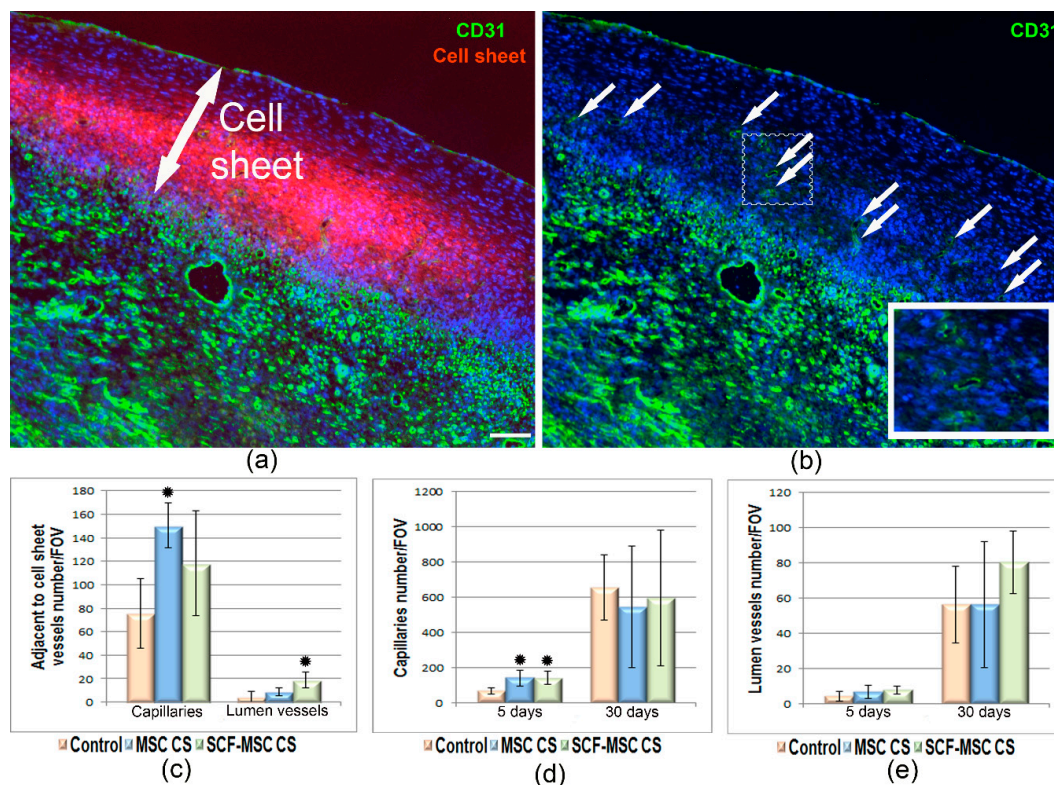 CD31
Cell sheet
Cell
sheet
(a)
CD31
(b)
Adjacent to cell sheet
vessels number/FOV
180
160
140
120
100
80
60
40
20
0
Capillaries
Lumen vessels
Control MSC CS SCF-MSC CS
(c)
Capillaries number/FOV
1200
1000
800
600
400
200
0
5 days
30 days
Control MSC CS SCF-MSC CS
(d)
Lumen vessels number/FOV
120
100
80
60
40
20
0
5 days
30 days
Control MSC CS SCF-MSC CS
(e)